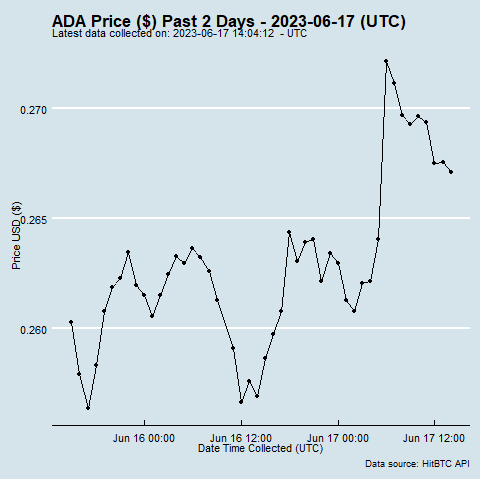 ADA Price ($) Past 2 Days - 2023-06-17 (UTC)
Latest data collected on: 2023-06-17 14:04:12 - UTC
0.270
0.265
0.260
Price USD ($)
Jun 16 00:00 Jun 16 12:00 Jun 17 00:00 Jun 17 12:00
Date Time Collected (UTC)
Data source: HitBTC API